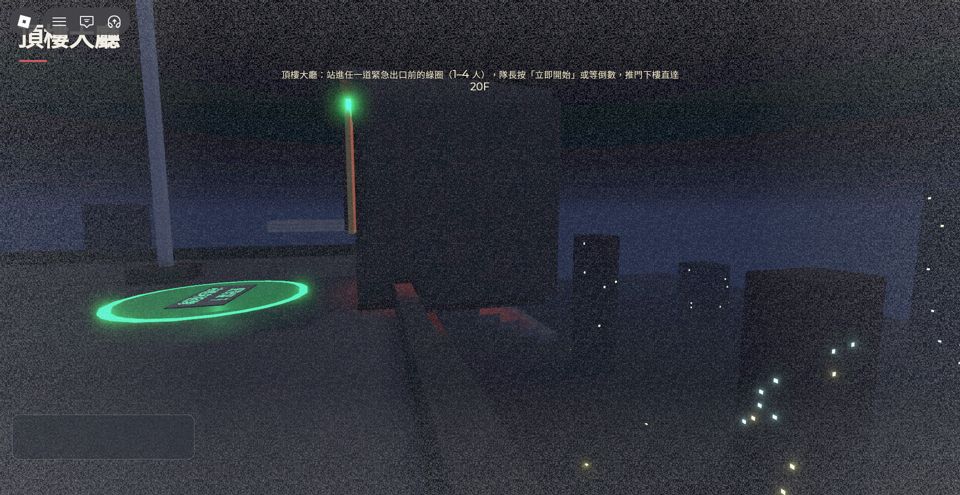 頂樓大廳
頂樓大廳：站進任一道緊急出口前的綠圈（1–4 人），隊長按「立即開始」或等倒數，推門下樓直達
20F